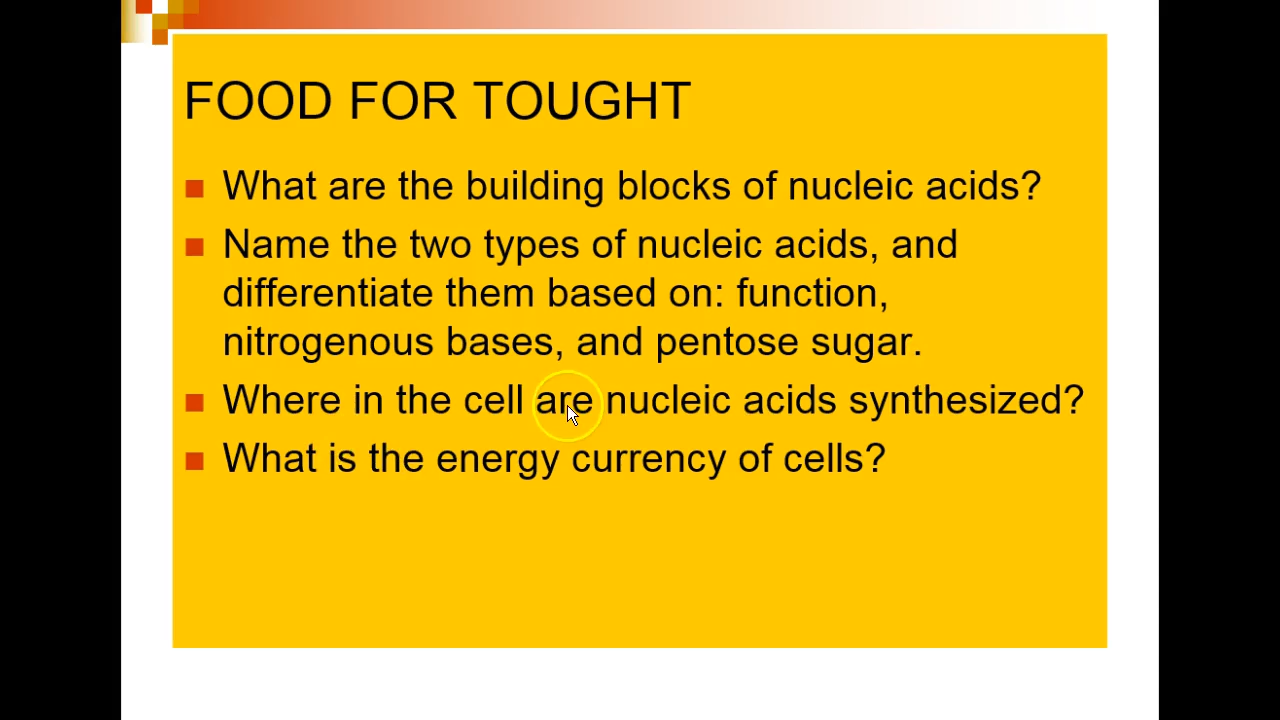 FOOD FOR TOUGHT
What are the building blocks of nucleic acids?
Name the two types of nucleic acids, and
differentiate them based on: function,
nitrogenous bases, and pentose sugar.
Where in the cell are nucleic acids synthesized?
What is the energy currency of cells?